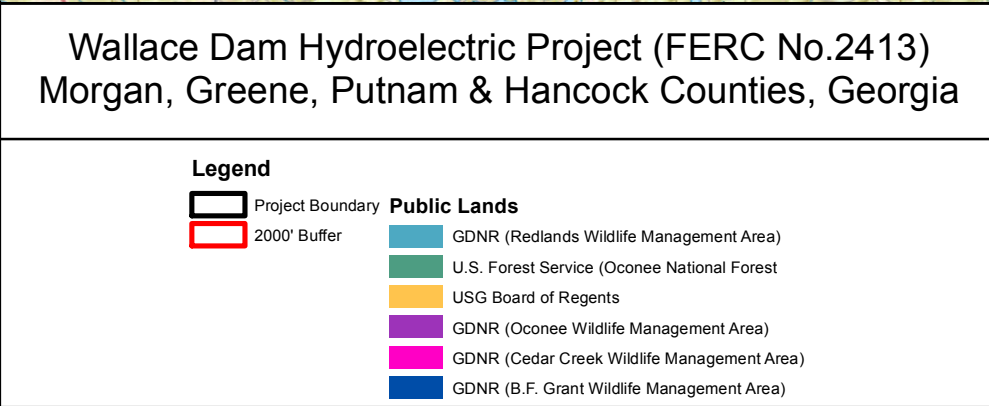 Wallace Dam Hydroelectric Project (FERC No.2413)
Morgan, Greene, Putnam & Hancock Counties, Georgia
Legend
Project Boundary
2000' Buffer
Public Lands
GDNR (Redlands Wildlife Management Area)
U.S. Forest Service (Oconee National Forest
USG Board of Regents
GDNR (Oconee Wildlife Management Area)
GDNR (Cedar Creek Wildlife Management Area)
GDNR (B.F. Grant Wildlife Management Area)